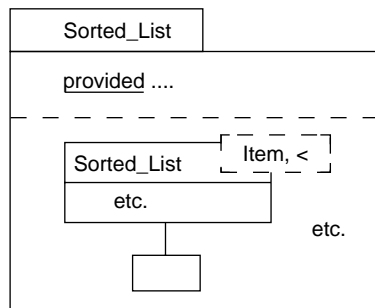 Sorted_List
provided ....
Item, <
Sorted_List
etc.
etc.